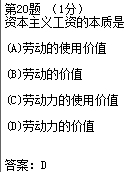 第20题 (1分)
资本主义工资的本质是
(A)劳动的使用价值
(B)劳动的价值
(C)劳动力的使用价值
(D)劳动力的价值
答案：D